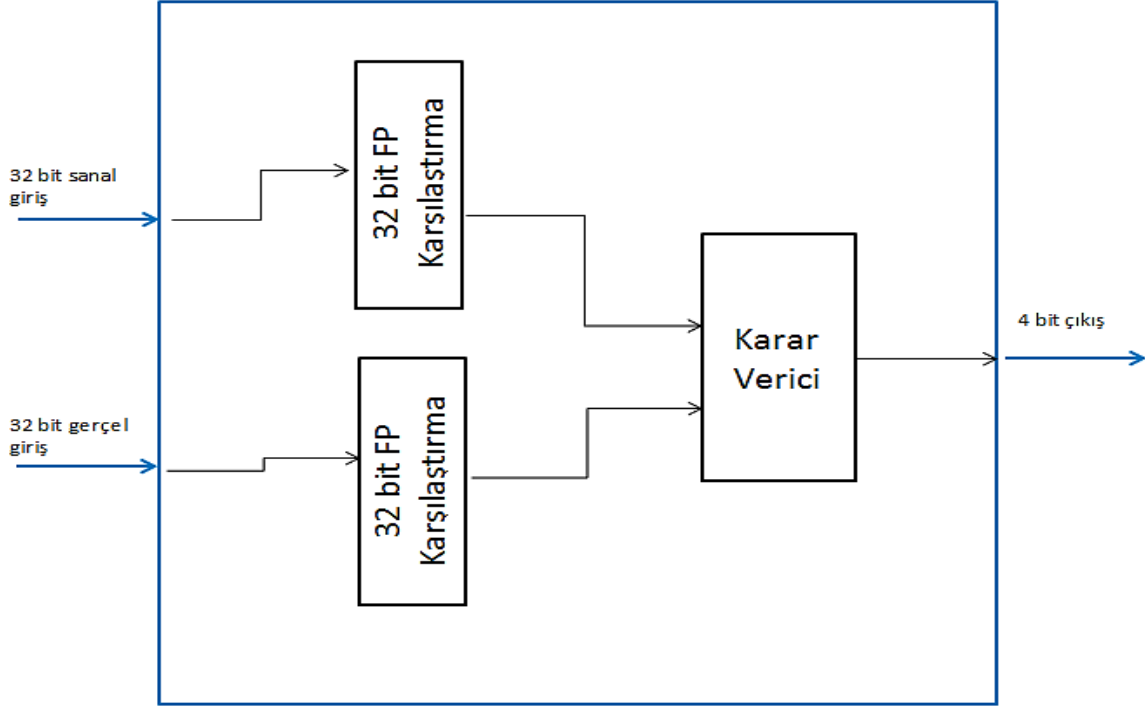 32 bit sanal
giriş
32 bit FP
Karşılaştırma
Karar
Verici
4 bit çıkış
32 bit gerçel
giriş
32 bit FP
Karşılaştırma